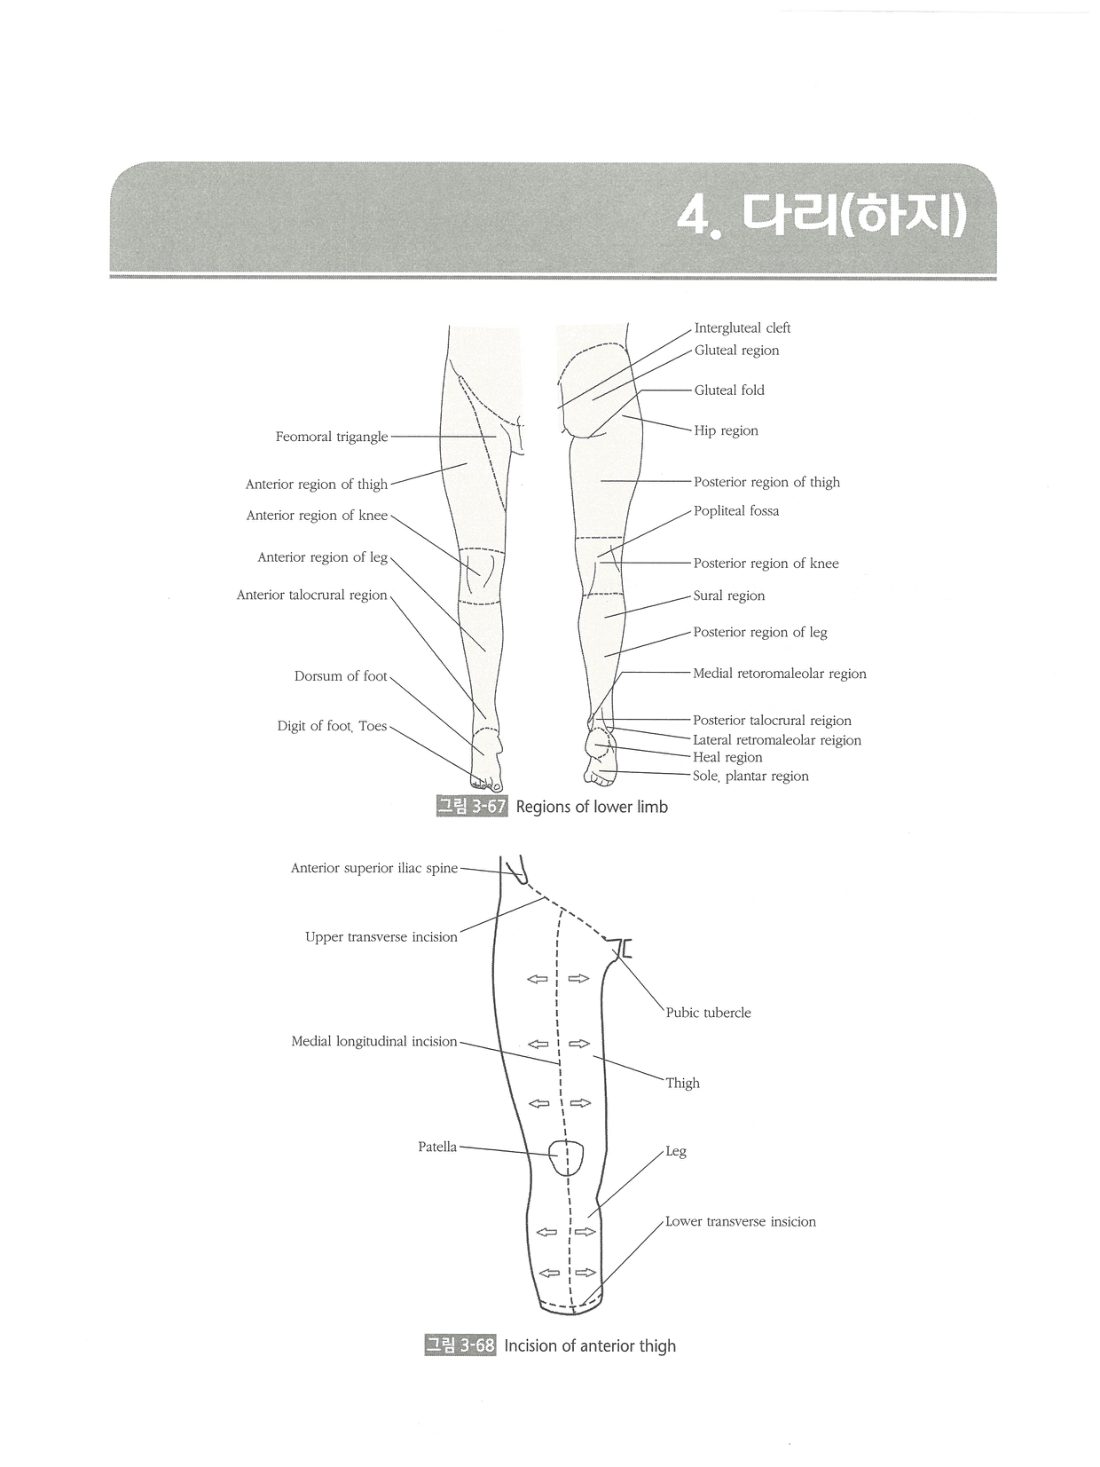 4. 다리(하지)
Intergluteal cleft
Gluteal region
Gluteal fold
Hip region
Feomoral trigangle
Anterior region of thigh
Anterior region of knee
Anterior region of leg
Anterior talocrural region
Dorsum of foot
Digit of foot, Toes
Posterior region of thigh
Popliteal fossa
Posterior region of knee
Sural region
Posterior region of leg
Medial retoromaleolar region
Posterior talocrural reigion
Lateral retromaleolar reigion
Heal region
Sole, plantar region
그림 3-67 Regions of lower limb
Anterior superior iliac spine
Upper transverse incision
Medial longitudinal incision
Patella
Pubic tubercle
Thigh
Leg
Lower transverse insicion
그림 3-68 Incision of anterior thigh